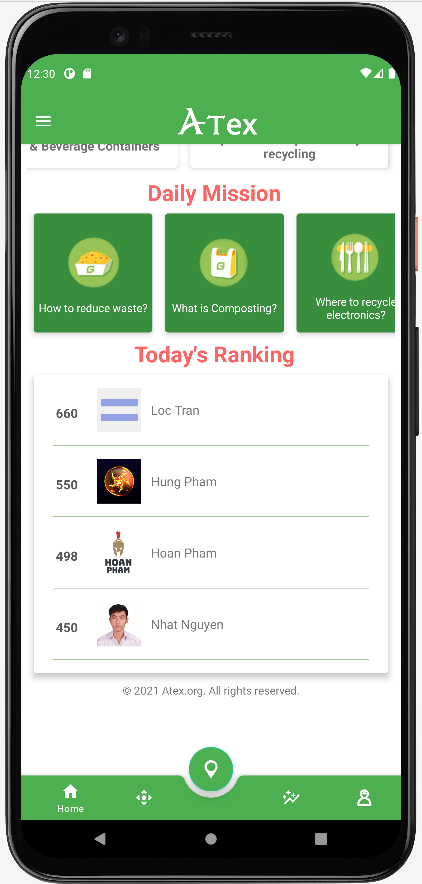 12:30
ATex
& Beverage Containers
recycling
Daily Mission
How to reduce waste?
What is Composting?
Where to recycle
electronics?
Today's Ranking
660 Loc Tran
550 Hung Pham
HOAN
PHAM
498 Hoan Pham
450 Nhat Nguyen
© 2021 Atex.org. All rights reserved.
Home